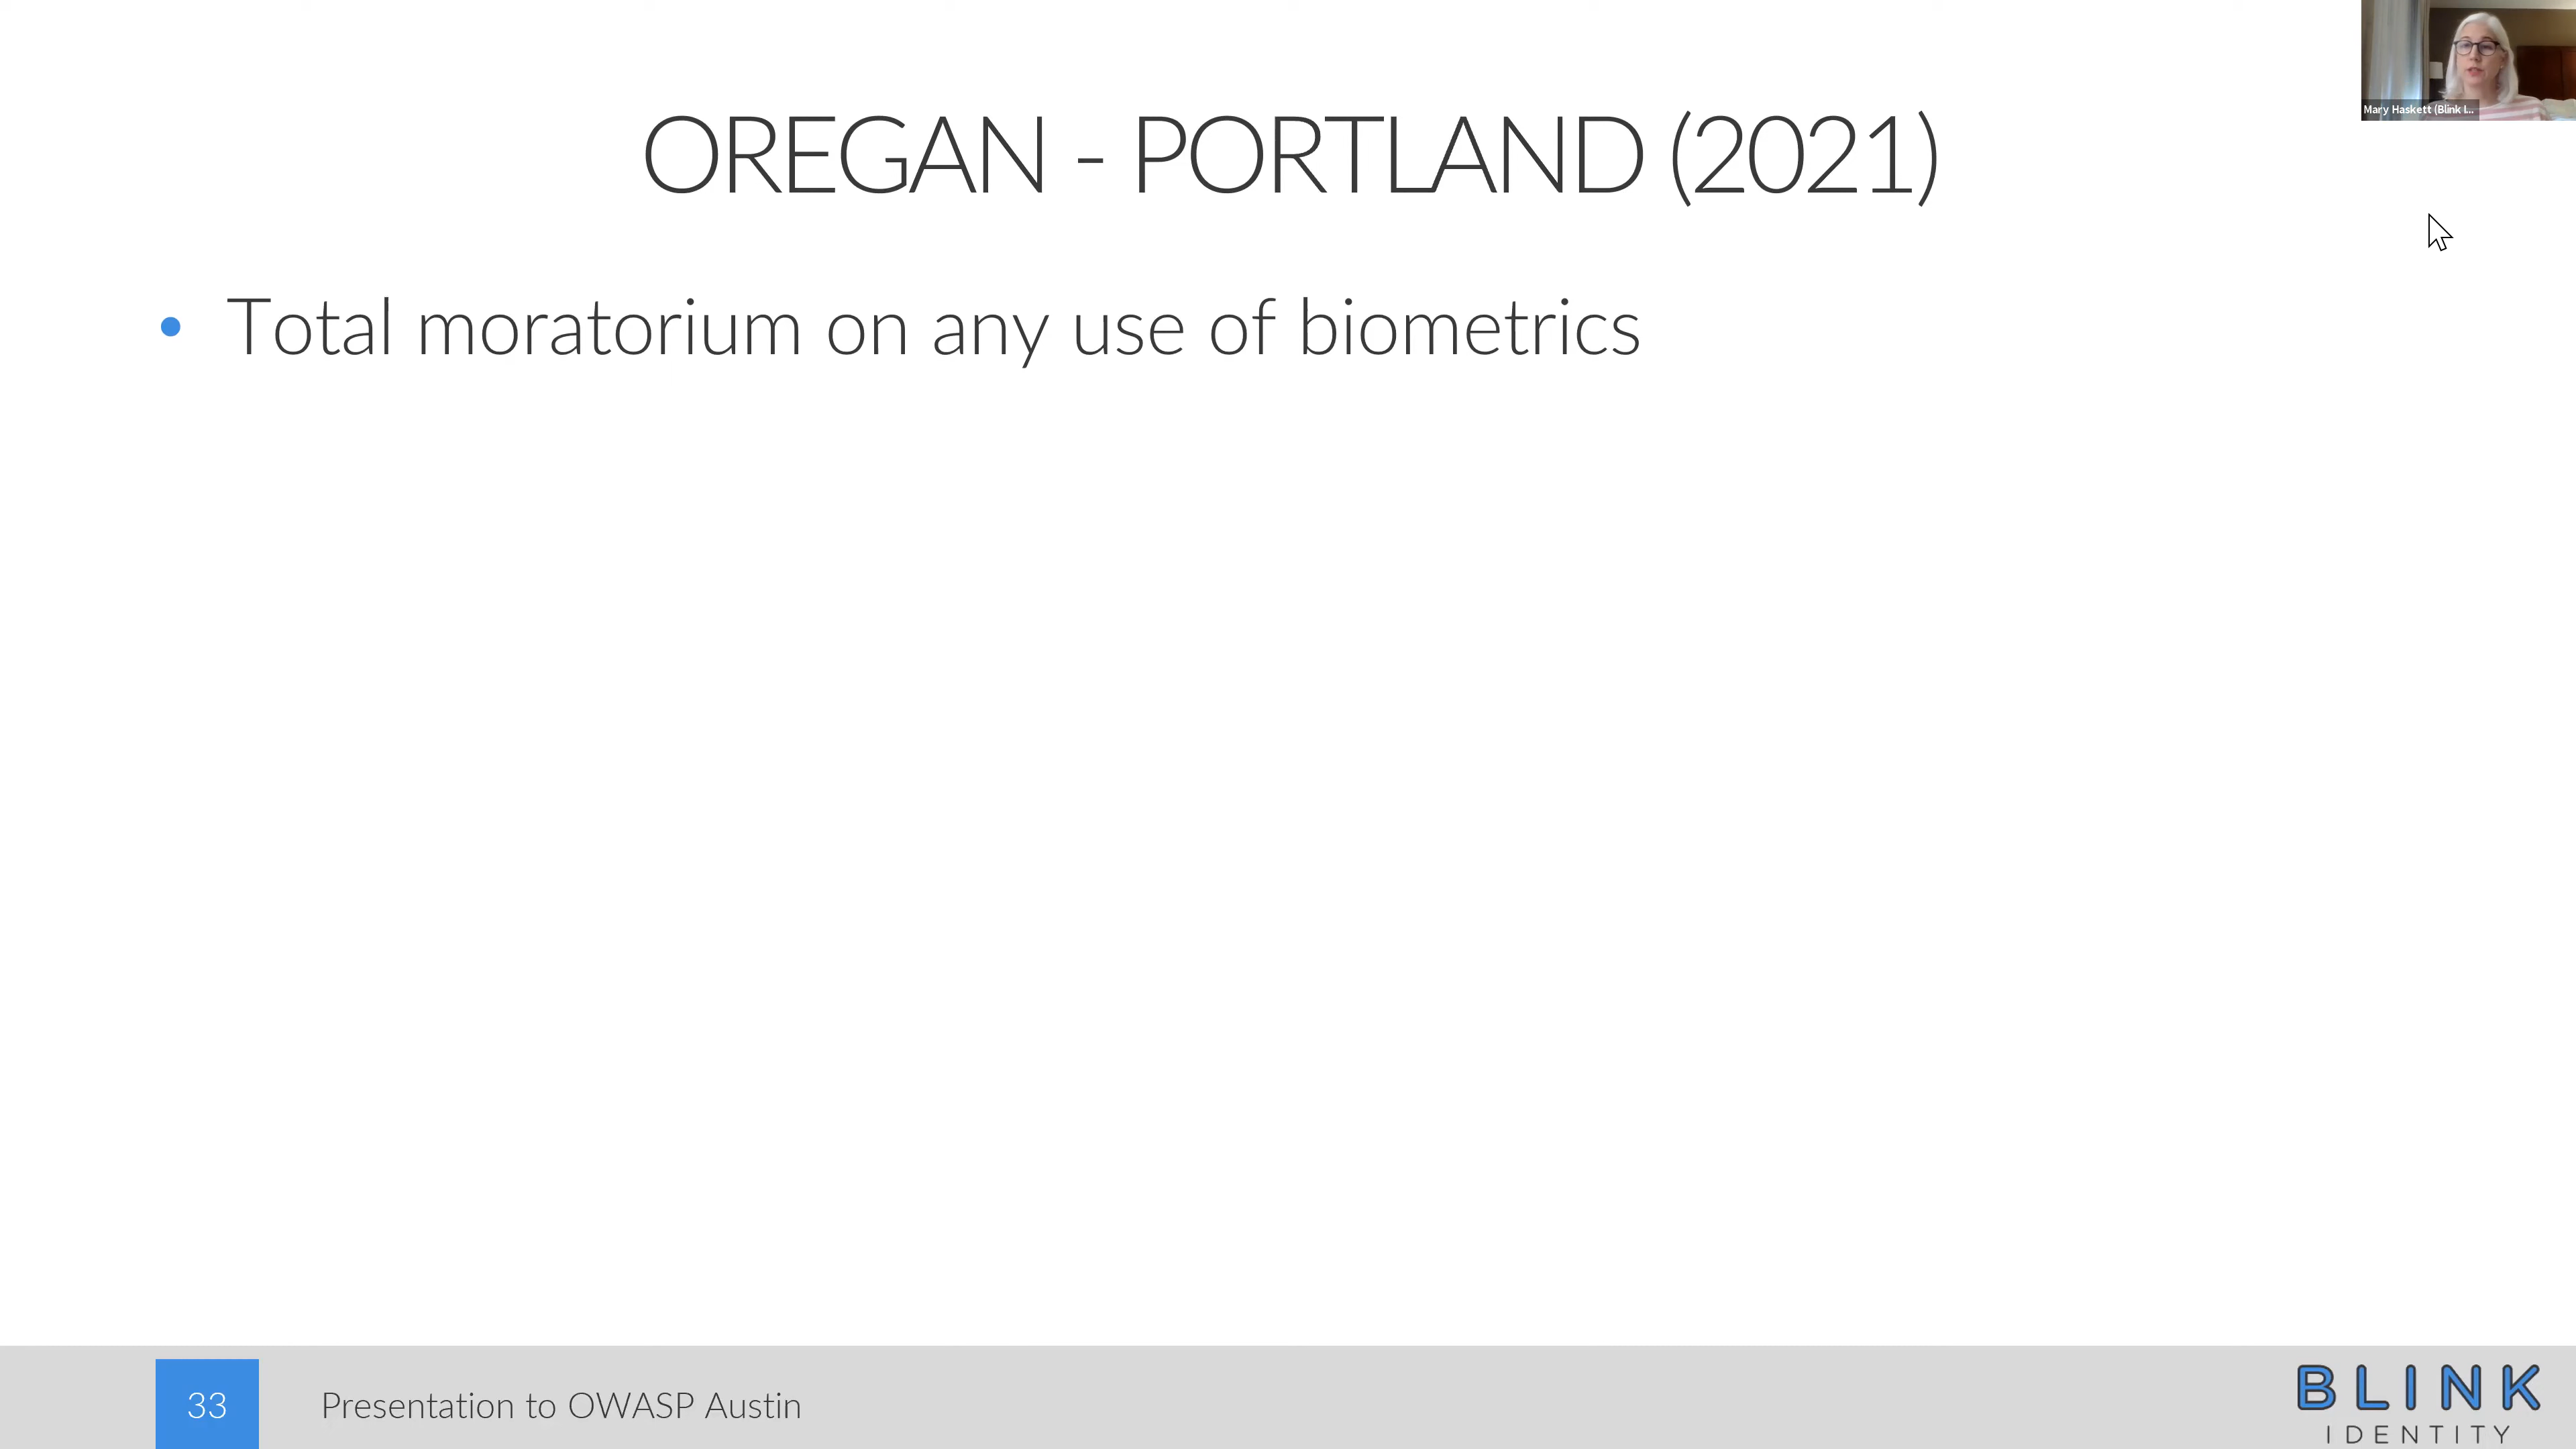 Mary Haskett (Blink I...
OREGAN - PORTLAND (2021)
• Total moratorium on any use of biometrics
33
Presentation to OWASP Austin
BLINK
IDENTITY